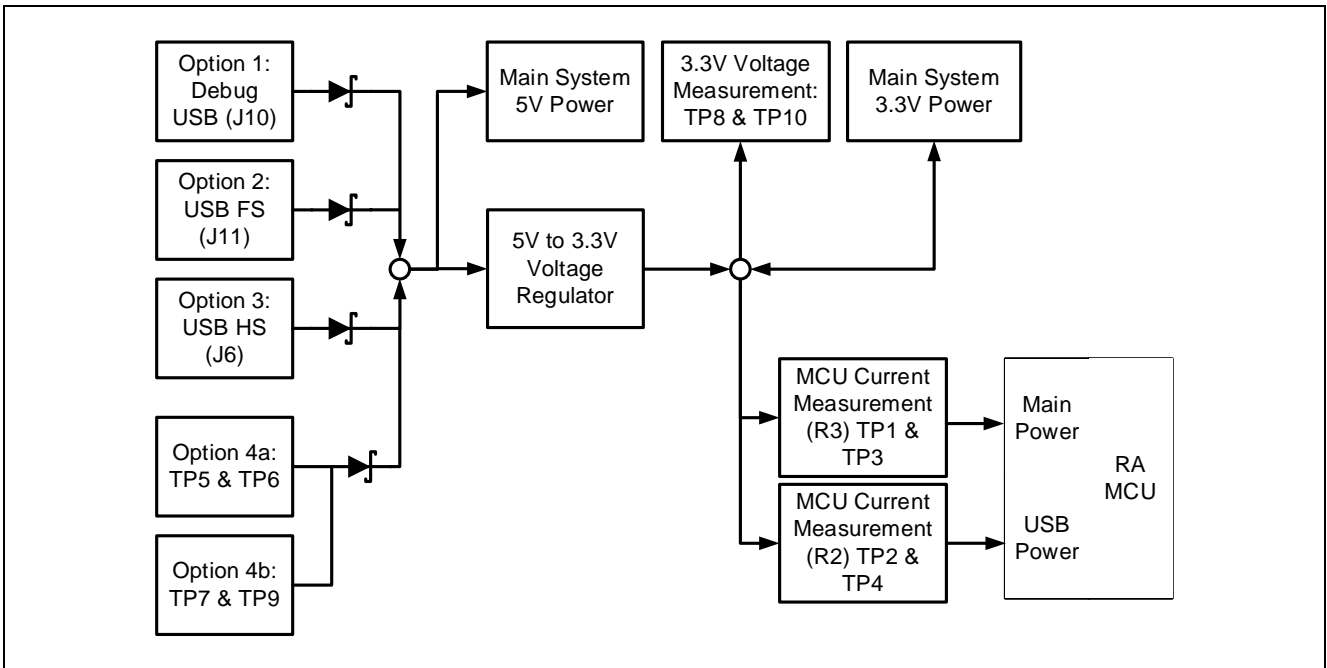 Option 1:
Debug
USB (J10)
Option 2:
USB FS
(J11)
Option 3:
USB HS
(J6)
Option 4a:
TP5 & TP6
Option 4b:
TP7 & TP9
Main System
5V Power
5V to 3.3V
Voltage
Regulator
3.3V Voltage
Measurement:
TP8 & TP10
Main System
3.3V Power
MCU Current
Measurement
(R3) TP1 &
TP3
MCU Current
Measurement
(R2) TP2 &
TP4
Main
Power
USB
Power
RA
MCU